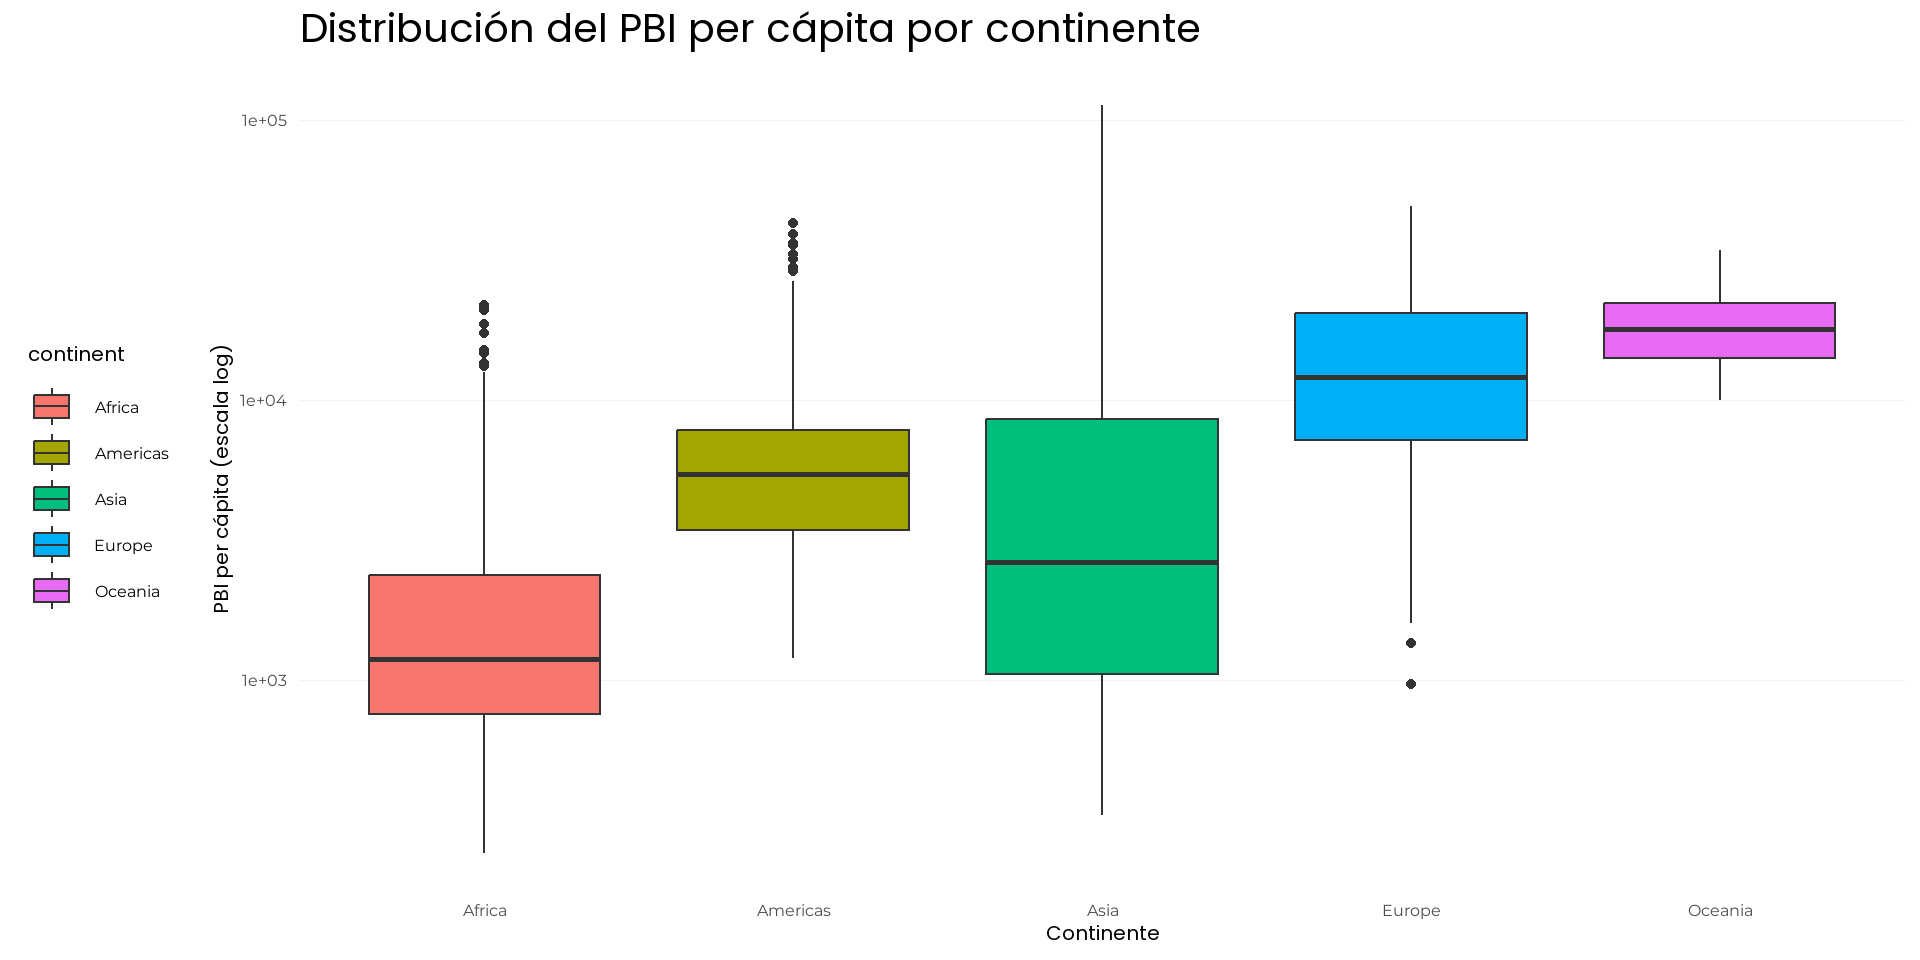 Distribución del PBI per cápita por continente
continent
Africa
Americas
Asia
Europe
Oceania
PBI per cápita (escala log)
1e+05
1e+04
1e+03
Africa
Americas
Asia
Europe
Oceania
Continente